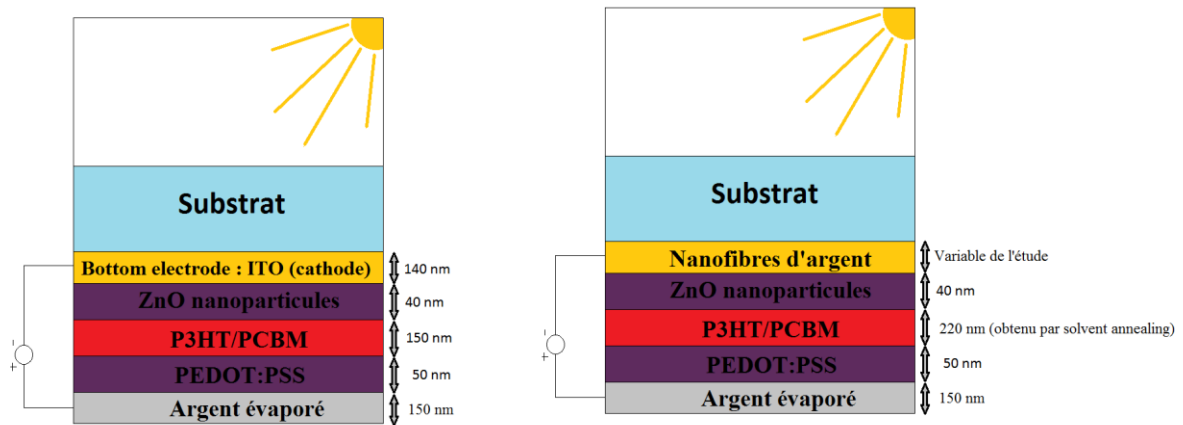 Substrat
Bottom electrode : ITO (cathode)
140 nm
ZnO nanoparticules
40 nm
P3HT/PCBM
150 nm
PEDOT:PSS
50 nm
Argent évaporé
150 nm
-
+
Substrat
Nanofibres d'argent
Variable de l'étude
ZnO nanoparticules
40 nm
P3HT/PCBM
220 nm (obtenu par solvent annealing)
PEDOT:PSS
50 nm
Argent évaporé
150 nm
-
+